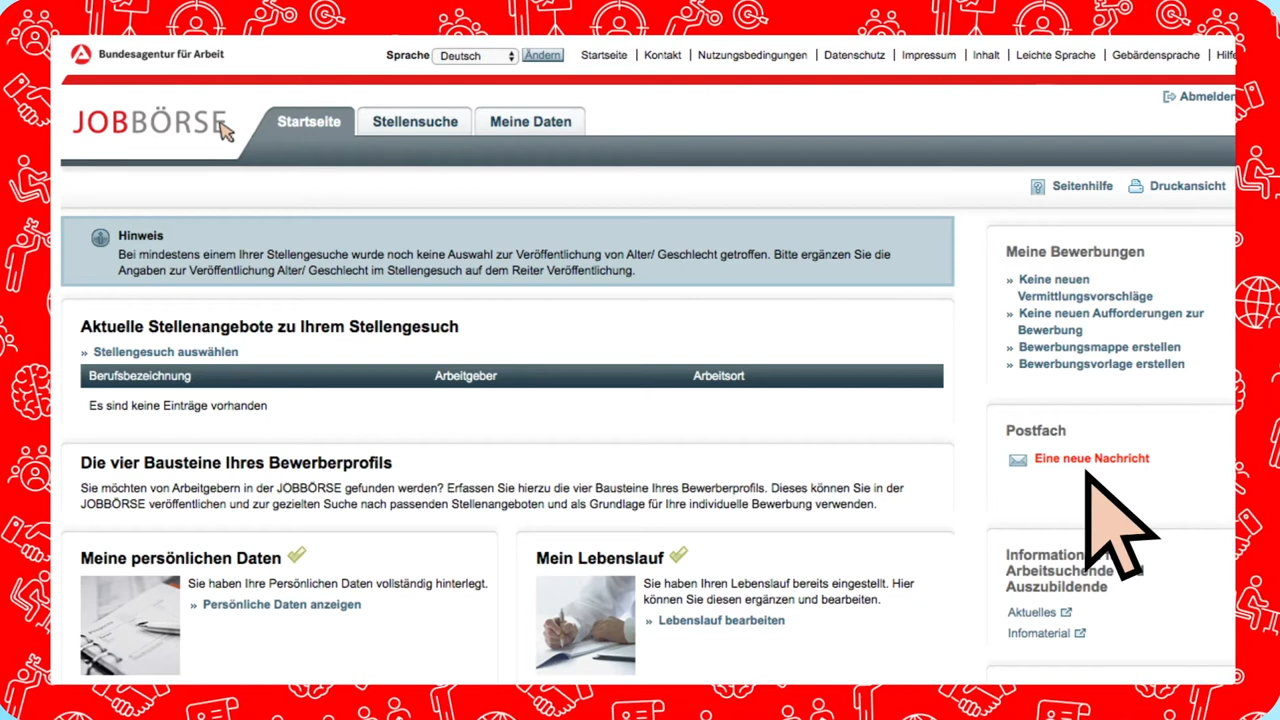 Bundesagentur für Arbeit
Sprache Deutsch Ändern Startseite | Kontakt | Nutzungsbedingungen | Datenschutz | Impressum | Inhalt | Leichte Sprache | Gebärdensprache | Hilfe
Abmelden
JOBBÖRSE Startseite Stellensuche Meine Daten
Seitenhilfe Druckansicht
Hinweis
Bei mindestens einem Ihrer Stellengesuche wurde noch keine Auswahl zur Veröffentlichung von Alter/ Geschlecht getroffen. Bitte ergänzen Sie die
Angaben zur Veröffentlichung Alter/ Geschlecht im Stellengesuch auf dem Reiter Veröffentlichung.
Aktuelle Stellenangebote zu Ihrem Stellengesuch
» Stellengesuch auswählen
Berufsbezeichnung Arbeitgeber Arbeitsort
Es sind keine Einträge vorhanden
Die vier Bausteine Ihres Bewerberprofils
Sie möchten von Arbeitgebern in der JOBBÖRSE gefunden werden? Erfassen Sie hierzu die vier Bausteine Ihres Bewerberprofils. Dieses können Sie in der
JOBBÖRSE veröffentlichen und zur gezielten Suche nach passenden Stellenangeboten und als Grundlage für Ihre individuelle Bewerbung verwenden.
Meine persönlichen Daten
Sie haben Ihre Persönlichen Daten vollständig hinterlegt.
» Persönliche Daten anzeigen
Mein Lebenslauf
Sie haben Ihren Lebenslauf bereits eingestellt. Hier
können Sie diesen ergänzen und bearbeiten.
» Lebenslauf bearbeiten
Meine Bewerbungen
» Keine neuen
Vermittlungsvorschläge
» Keine neuen Aufforderungen zur
Bewerbung
» Bewerbungsmappe erstellen
» Bewerbungsvorlage erstellen
Postfach
Eine neue Nachricht
Information
Arbeitsuchende
Auszubildende
Aktuelles
Infomaterial